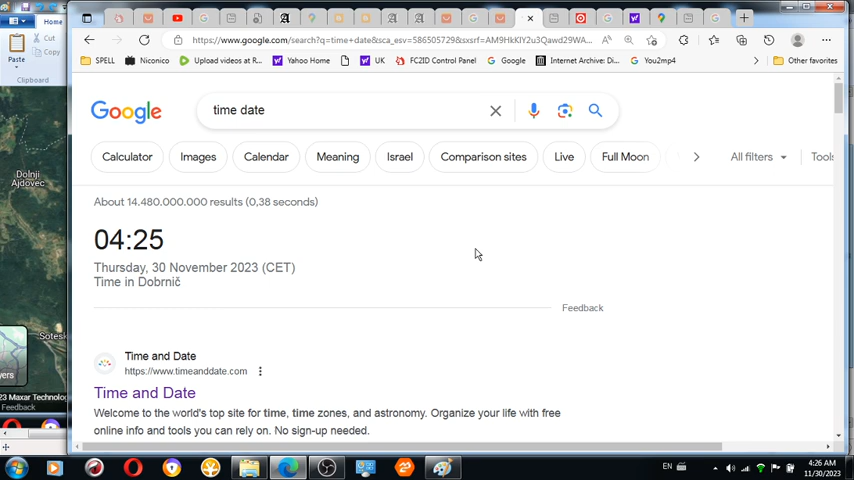 Home
Paste
Cut
Copy
Clipboard
https://www.google.com/search?q=time+date&sca_esv=586505729&sxsrf=AM9HkKlY2u3Qawd29WA...
SPELL
Niconico
Upload videos at R...
Yahoo Home
UK
FCZID Control Panel
Google
Internet Archive: Di...
You2mp4
Other favorites
Google
time date
Calculator
Images
Calendar
Meaning
Israel
Comparison sites
Live
Full Moon
All filters
Tools
About 14.480.000.000 results (0,38 seconds)
04:25
Thursday, 30 November 2023 (CET)
Time in Dobrnič
Feedback
Time and Date
https://www.timeanddate.com
Time and Date
Welcome to the world's top site for time, time zones, and astronomy. Organize your life with free
online info and tools you can rely on. No sign-up needed.
Dolnji
Ajdovec
Sotesk
yers
23 Maxar Technolog
Feedback
EN
4:26 AM
11/30/2023